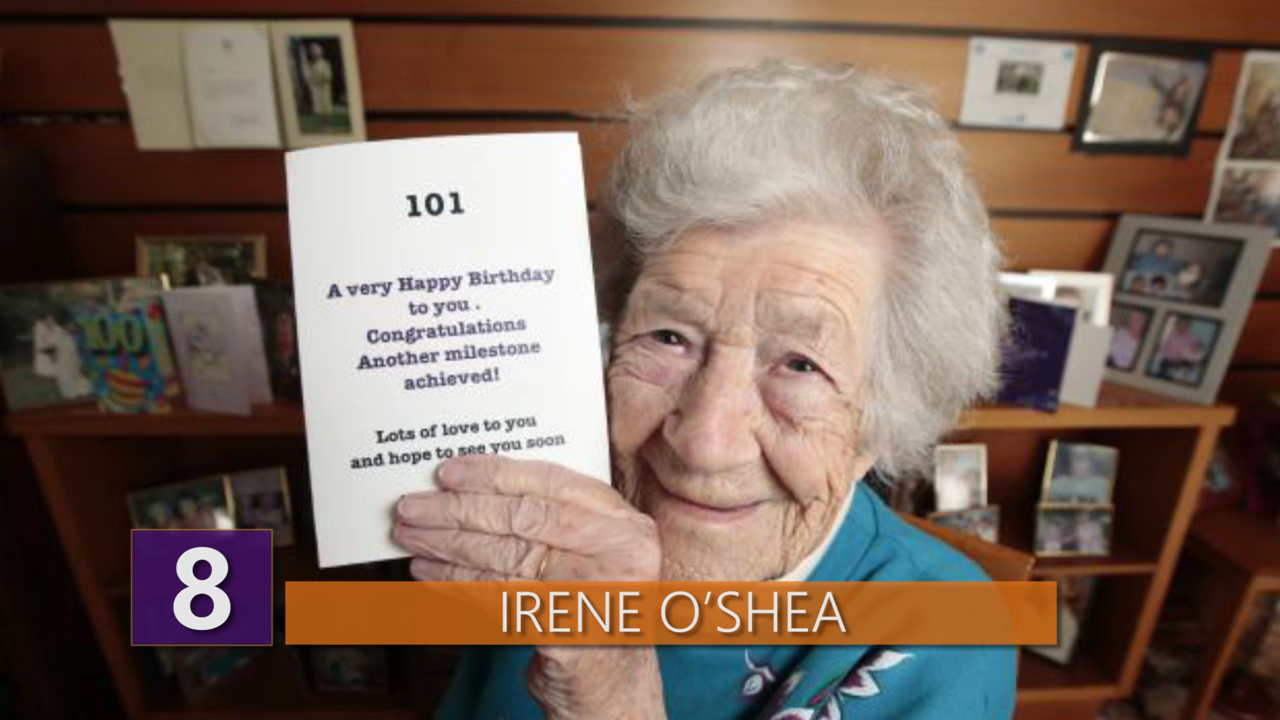 101
A very Happy Birthday
to you .
Congratulations
Another milestone
achieved!
Lots of love to you
and hope to see you soon
100
8
IRENE O’SHEA